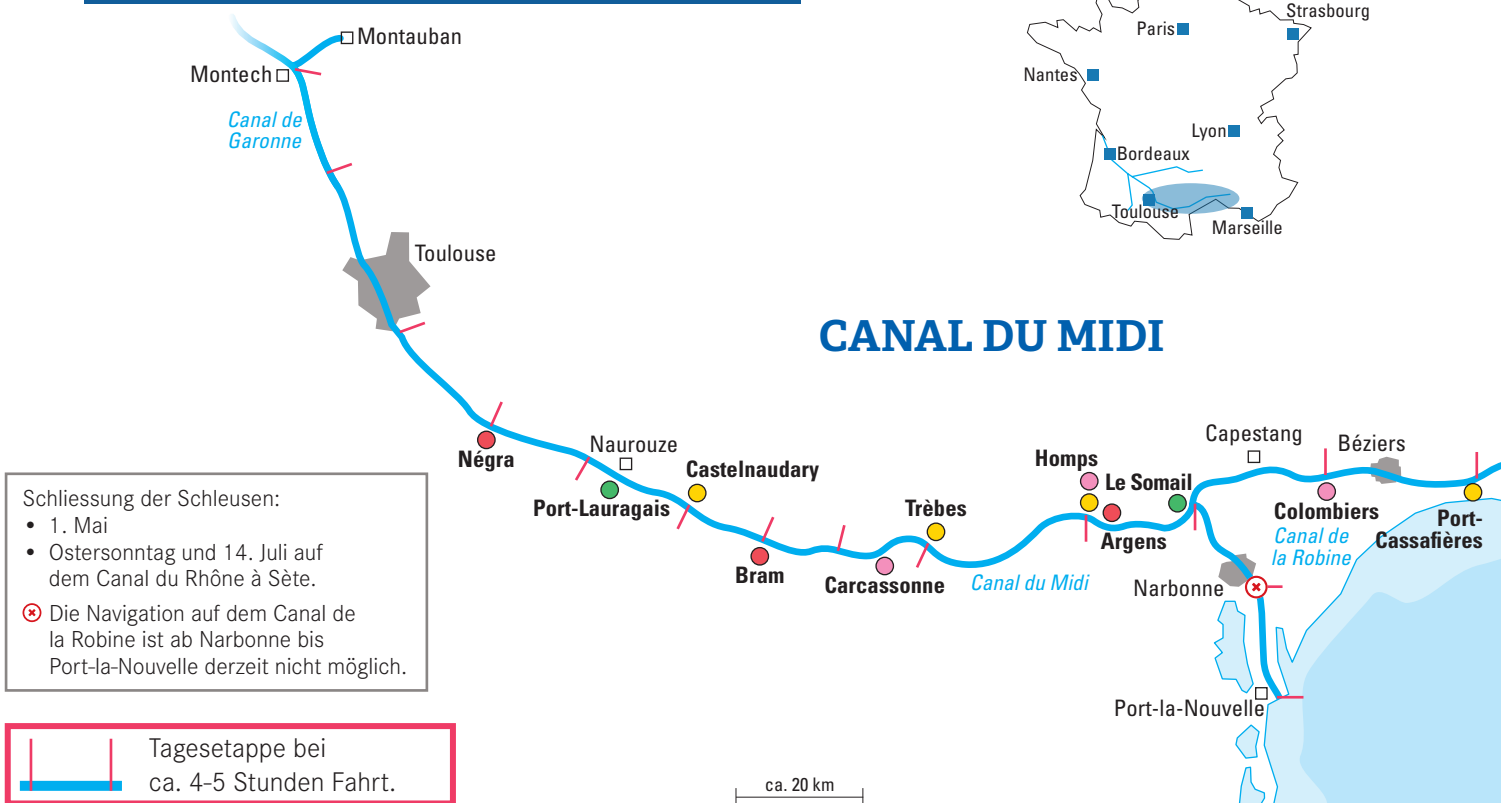 Strasbourg
Paris
Nantes
Lyon
Bordeaux
Toulouse
Marseille
Montauban
Montech
Canal de
Garonne
Toulouse
CANAL DU MIDI
Négra
Naurouze
Port-Lauragais
Castelnaudary
Bram
Carcassonne
Trèbes
Canal du Midi
Homps
Le Somail
Argens
Capestang
Béziers
Colombiers
Canal de
la Robine
Port-
Cassafières
Narbonne
Port-la-Nouvelle
Schliessung der Schleusen:
• 1. Mai
• Ostersonntag und 14. Juli auf
dem Canal du Rhône à Sète.
Die Navigation auf dem Canal de
la Robine ist ab Narbonne bis
Port-la-Nouvelle derzeit nicht möglich.
Tagesetappe bei
ca. 4-5 Stunden Fahrt.
ca. 20 km